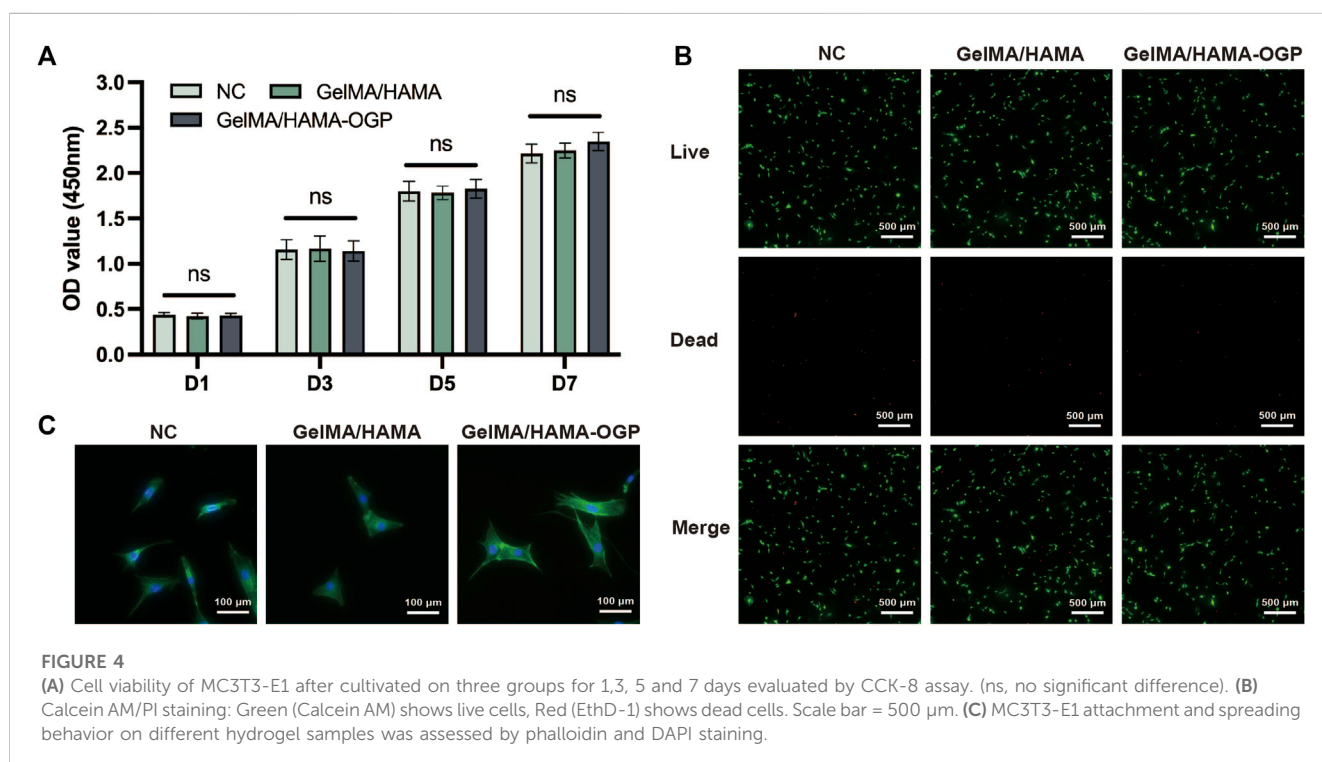 A
3.0
2.5
2.0
1.5
1.0
0.5
0.0
OD value (450nm)
NC GelMA/HAMA
GelMA/HAMA-OGP
ns
ns
ns
ns
D1 D3 D5 D7
B
NC GelMA/HAMA GelMA/HAMA-OGP
Live
500 μm 500 μm 500 μm
Dead
500 μm 500 μm 500 μm
Merge
500 μm 500 μm 500 μm
C
NC GelMA/HAMA GelMA/HAMA-OGP
100 μm 100 μm 100 μm
FIGURE 4
(A) Cell viability of MC3T3-E1 after cultivated on three groups for 1,3, 5 and 7 days evaluated by CCK-8 assay. (ns, no significant difference). (B)
Calcein AM/PI staining: Green (Calcein AM) shows live cells, Red (EthD-1) shows dead cells. Scale bar = 500 μm. (C) MC3T3-E1 attachment and spreading
behavior on different hydrogel samples was assessed by phalloidin and DAPI staining.